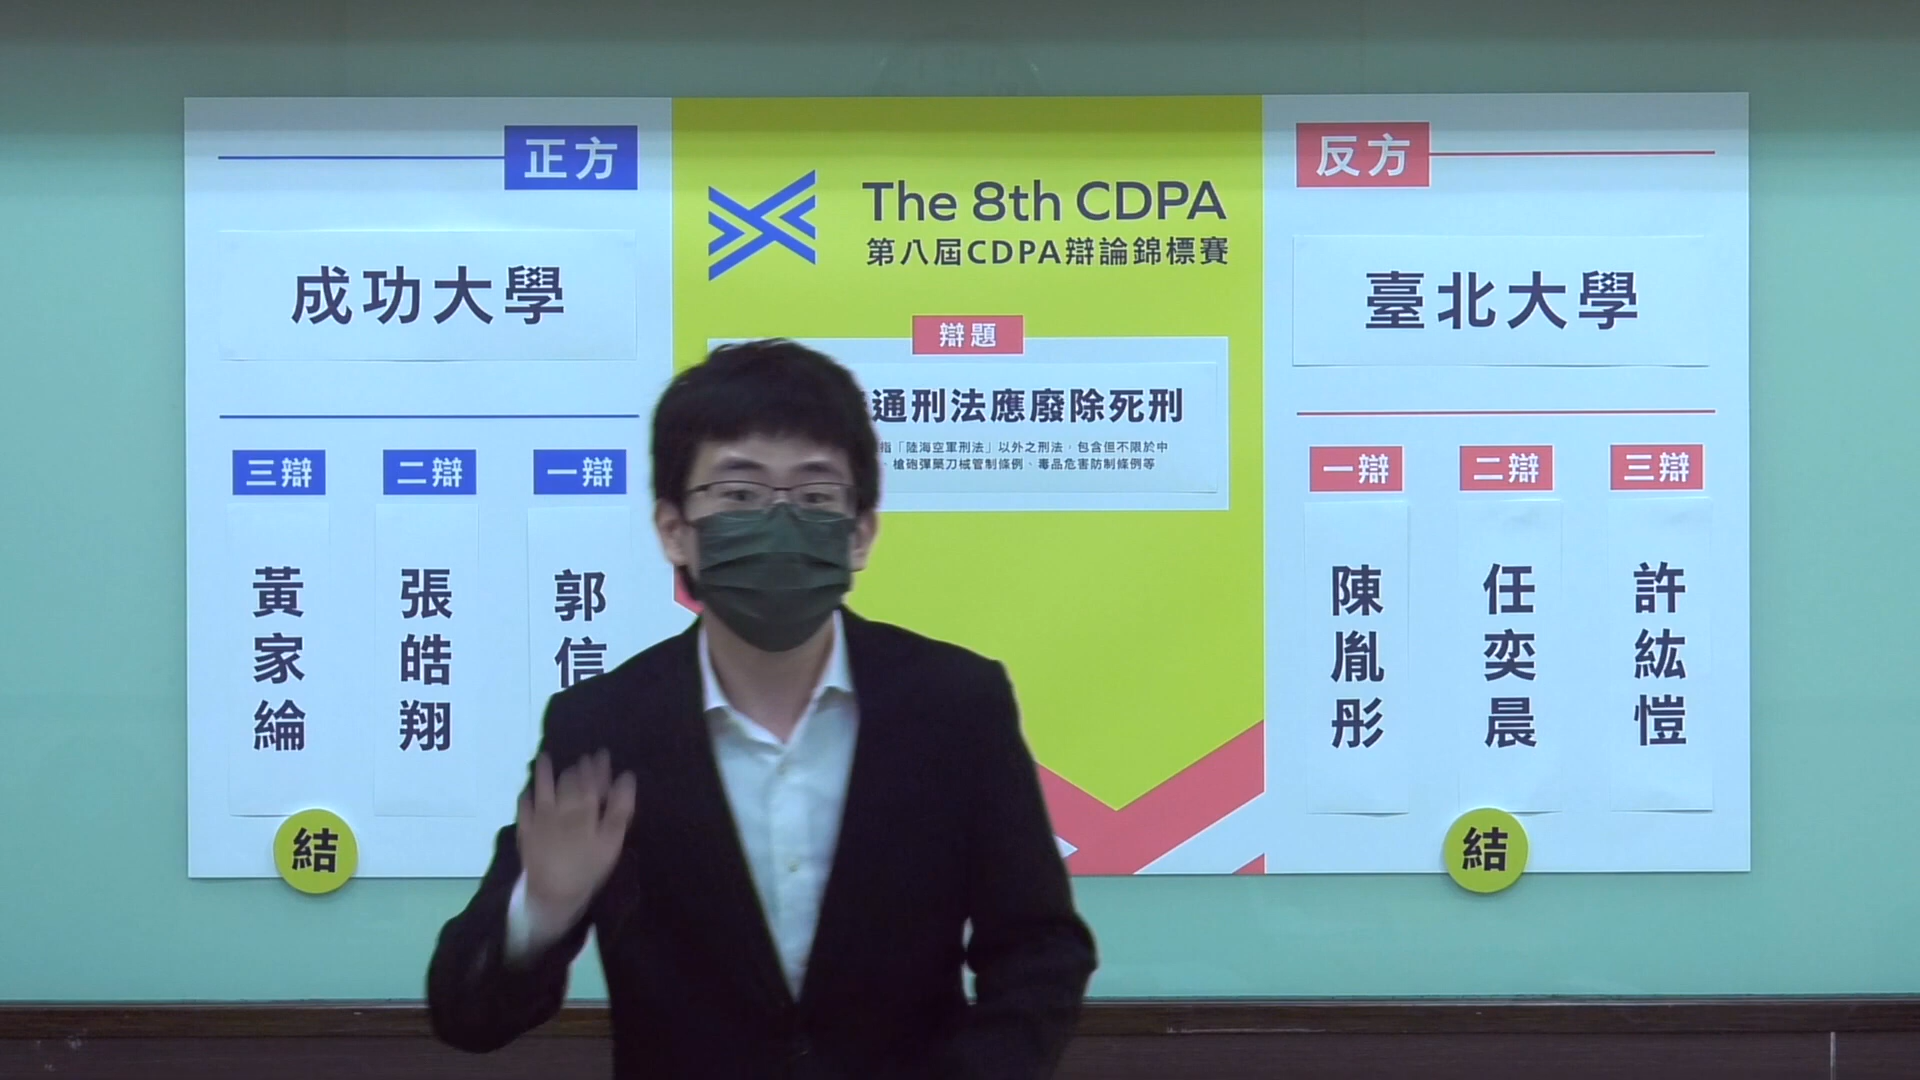 正方
成功大學
三辯
二辯
一辯
黃家綸
張皓翔
郭信
結
The 8th CDPA
第八屆CDPA辯論錦標賽
辯題
通刑法應廢除死刑
指「陸海空軍刑法」以外之刑法，包含但不限於中
、槍砲彈藥刀械管制條例、毒品危害防制條例等
反方
臺北大學
一辯
二辯
三辯
陳胤彤
任奕晨
許紘愷
結